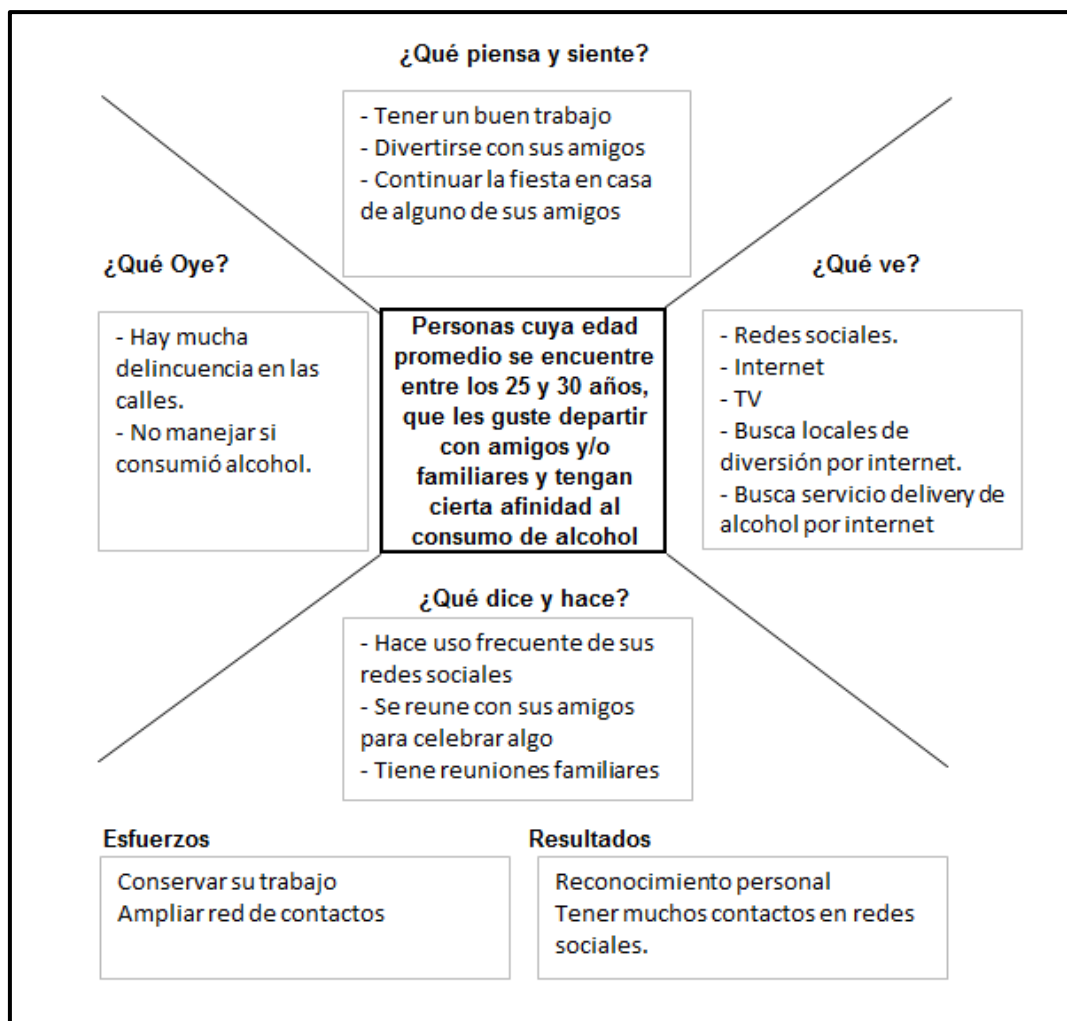 ¿Qué piensa y siente?
- Tener un buen trabajo
- Divertirse con sus amigos
- Continuar la fiesta en casa
de alguno de sus amigos
¿Qué Oye?
- Hay mucha
delincuencia en las
calles.
- No manejar si
consumió alcohol.
Personas cuya edad
promedio se encuentre
entre los 25 y 30 años,
que les guste departir
con amigos y/o
familiares y tengan
cierta afinidad al
consumo de alcohol
¿Qué ve?
- Redes sociales.
- Internet
- TV
- Busca locales de
diversión por internet.
- Busca servicio delivery de
alcohol por internet
¿Qué dice y hace?
- Hace uso frecuente de sus
redes sociales
- Se reune con sus amigos
para celebrar algo
- Tiene reuniones familiares
Esfuerzos
Conservar su trabajo
Ampliar red de contactos
Resultados
Reconocimiento personal
Tener muchos contactos en redes
sociales.